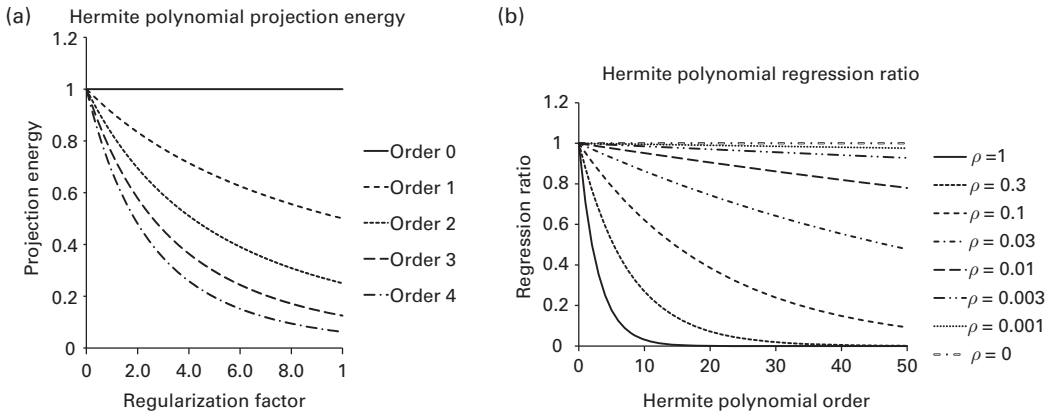 (a)
Hermite polynomial projection energy
1.2
1
0.8
0.6
0.4
0.2
0
Projection energy
0
2.0
4.0
6.0
8.0
1
Regularization factor
Order 0
Order 1
Order 2
Order 3
Order 4
(b)
Hermite polynomial regression ratio
1.2
1
0.8
0.6
0.4
0.2
0
Regression ratio
0
10
20
30
40
50
Hermite polynomial order
ρ =1
ρ = 0.3
ρ = 0.1
ρ = 0.03
ρ = 0.01
ρ = 0.003
ρ = 0.001
ρ = 0